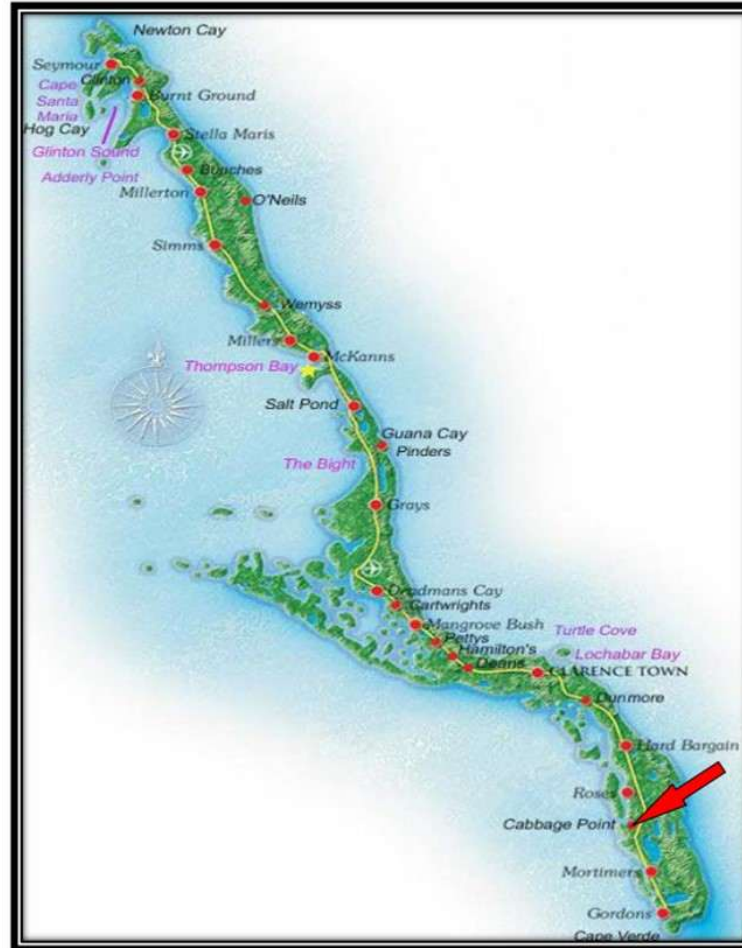 Newton Cay
Seymour
Clinton
Cape
Santa
Maria
Burnt Ground
Hog Cay
Stella Maris
Glinton Sound
Bunches
Adderly Point
Millerton
O'Neils
Simms
Wemyss
Millers
McKanns
Thompson Bay
Salt Pond
Guana Cay
Pinders
The Bight
Grays
Deadmans Cay
Cartwrights
Mangrove Bush
Turtle Cove
Pettys
Hamilton's
Lochabar Bay
Deans
CLARENCE TOWN
Dunmore
Hard Bargain
Roses
Cabbage Point
Mortimers
Gordons
Cape Verde